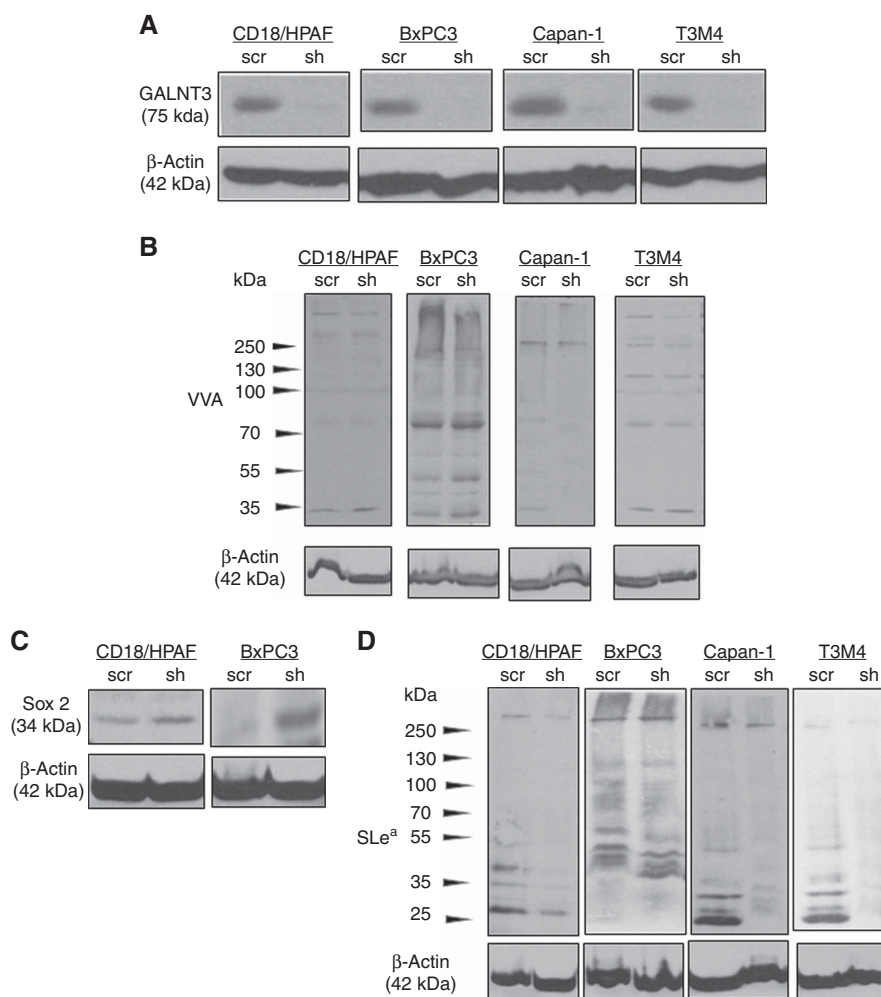 A
CD18/HPAF BxPC3 Capan-1 T3M4
scr sh scr sh scr sh scr sh
GALNT3
(75 kda)
β-Actin
(42 kDa)
B
CD18/HPAF BxPC3 Capan-1 T3M4
kDa scr sh scr sh scr sh scr sh
250
130
100
VVA
70
55
35
β-Actin
(42 kDa)
C
CD18/HPAF BxPC3
scr sh scr sh
Sox 2
(34 kDa)
β-Actin
(42 kDa)
D
CD18/HPAF BxPC3 Capan-1 T3M4
scr sh scr sh scr sh scr sh
kDa
250
130
100
70
SLeᵃ 55
35
25
β-Actin
(42 kDa)